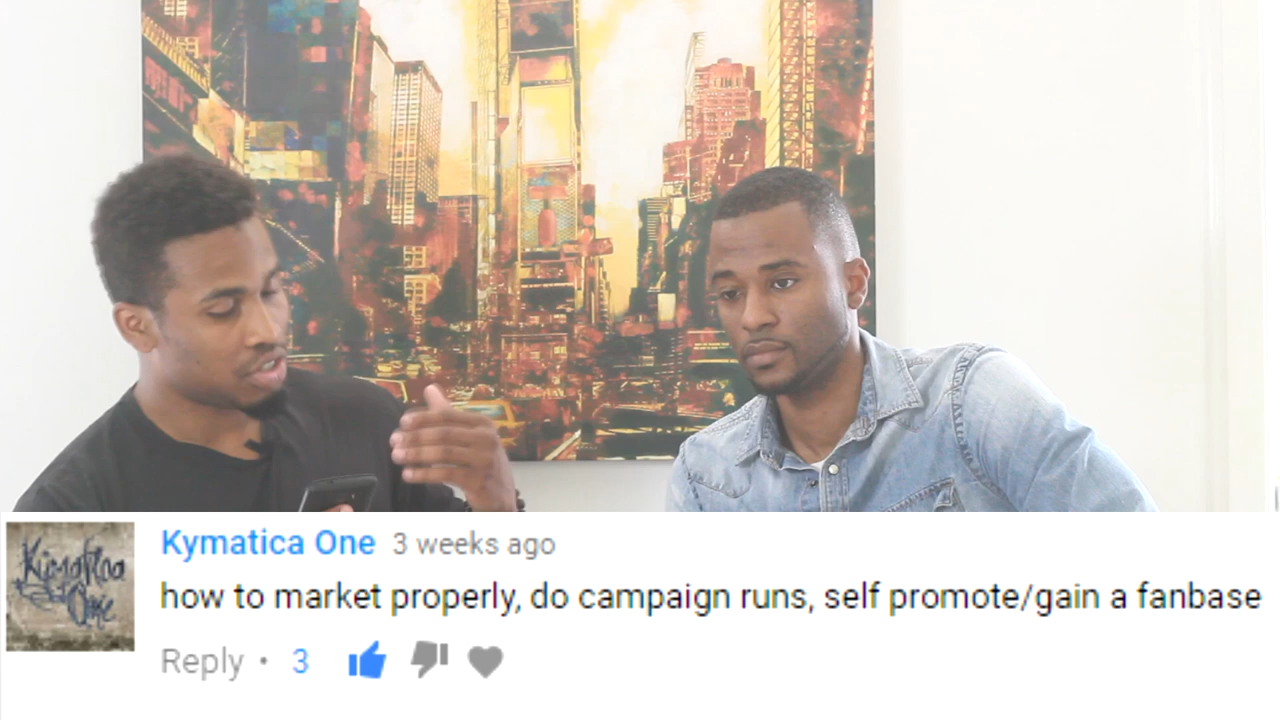 Kymatica One 3 weeks ago
how to market properly, do campaign runs, self promote/gain a fanbase
Reply • 3